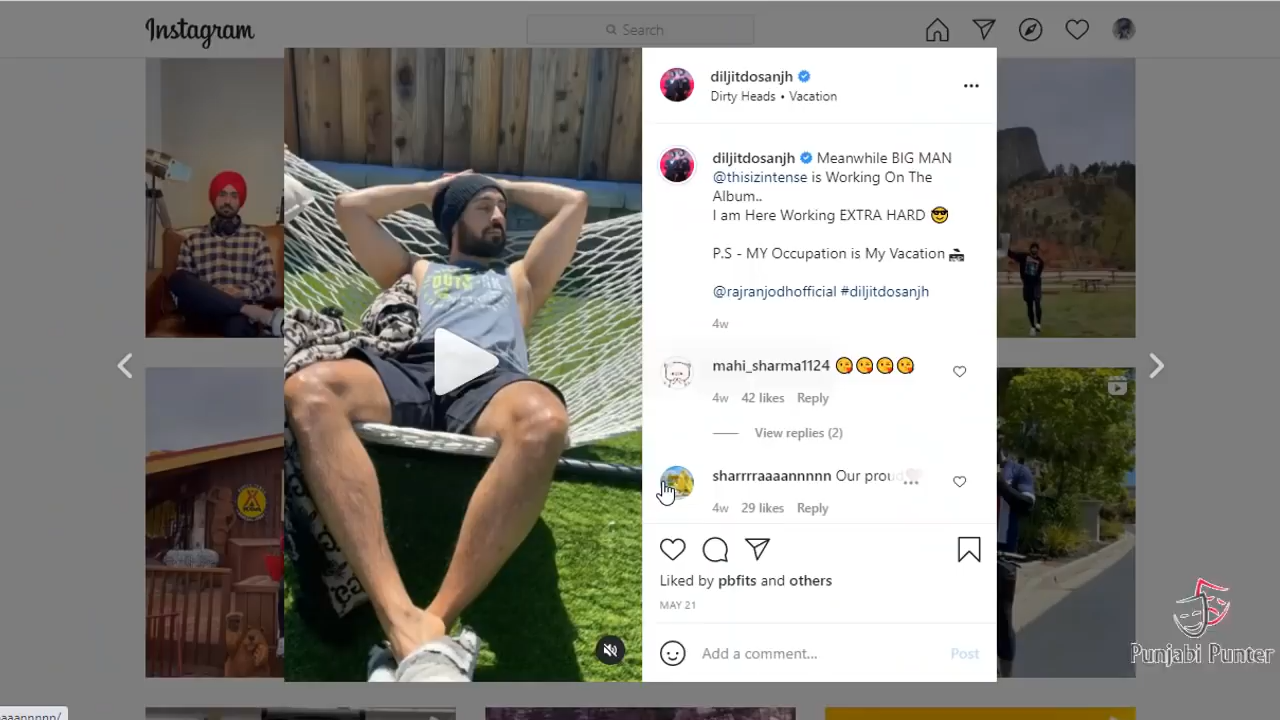 Instagram
Search
diljitdosanjh
Dirty Heads • Vacation
diljitdosanjh Meanwhile BIG MAN
@thisizintense is Working On The
Album..
I am Here Working EXTRA HARD 😎
P.S - MY Occupation is My Vacation
@rajranjodhofficial #diljitdosanjh
4w
mahi_sharma1124 😘😘😘😘
4w 42 likes Reply
View replies (2)
sharrrraaaannnnn Our proud
4w 29 likes Reply
Liked by pbfits and others
MAY 21
Add a comment... Post
Punjabi Punter